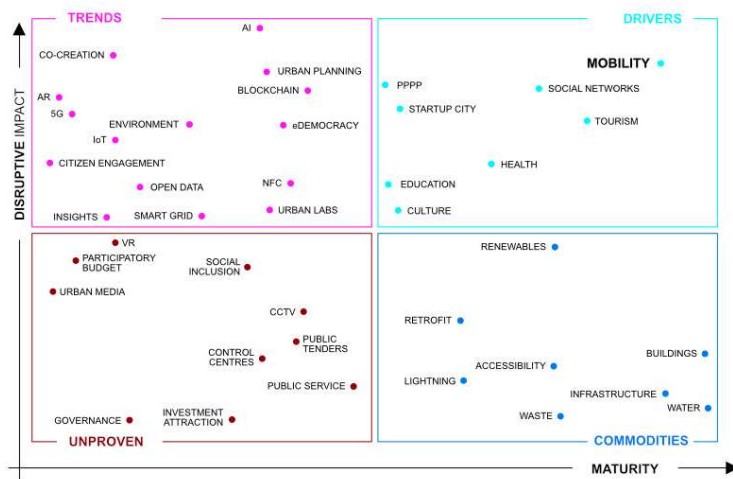 TRENDS
DRIVERS
AI
CO-CREATION
MOBILITY
URBAN PLANNING
PPPP
BLOCKCHAIN
SOCIAL NETWORKS
AR
STARTUP CITY
5G
TOURISM
ENVIRONMENT
eDEMOCRACY
IoT
CITIZEN ENGAGEMENT
HEALTH
OPEN DATA
NFC
EDUCATION
INSIGHTS
SMART GRID
URBAN LABS
CULTURE
DISRUPTIVE IMPACT
VR
PARTICIPATORY
BUDGET
SOCIAL
INCLUSION
RENEWABLES
URBAN MEDIA
CCTV
RETROFIT
PUBLIC
TENDERS
CONTROL
CENTRES
BUILDINGS
ACCESSIBILITY
PUBLIC SERVICE
LIGHTNING
INFRASTRUCTURE
GOVERNANCE
INVESTMENT
ATTRACTION
WASTE
WATER
UNPROVEN
COMMODITIES
MATURITY